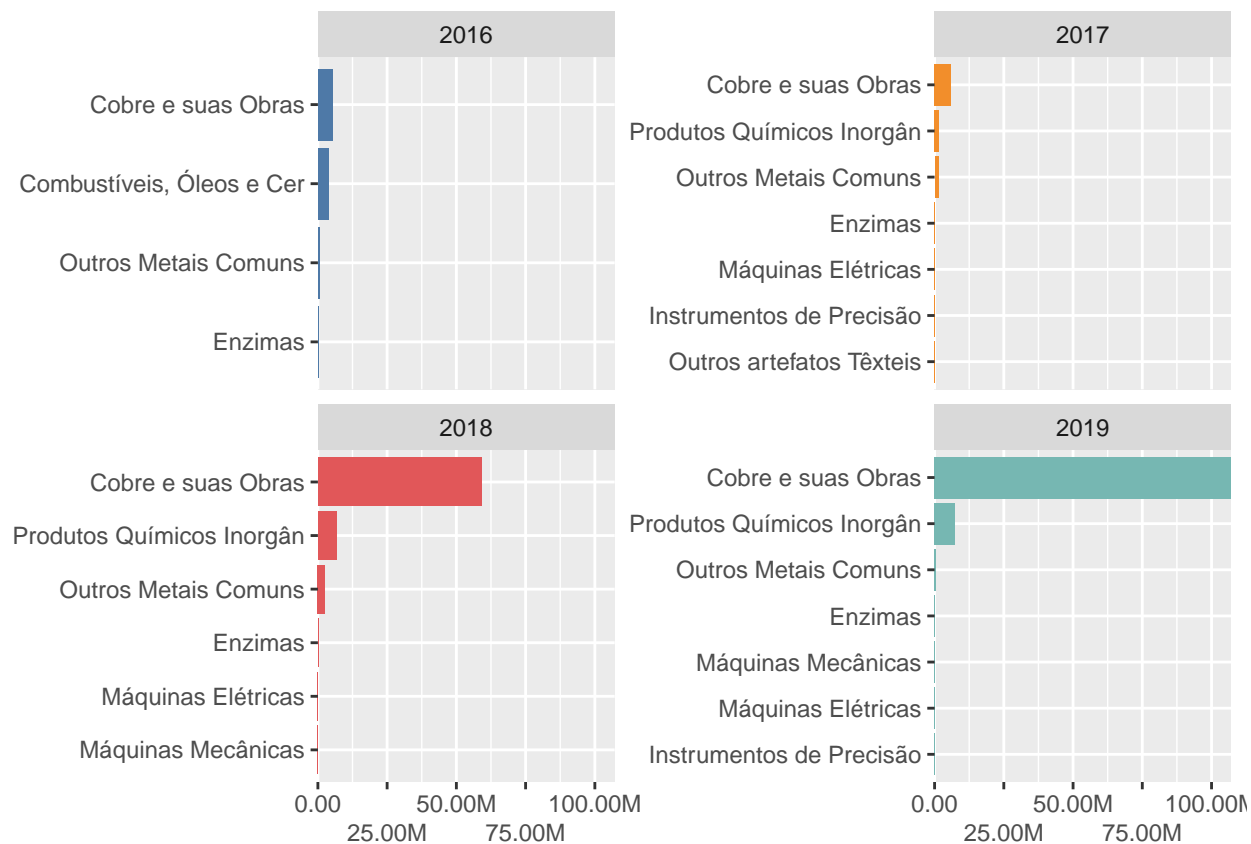 2016
Cobre e suas Obras
Combustíveis, Óleos e Cer
Outros Metais Comuns
Enzimas
2017
Cobre e suas Obras
Produtos Químicos Inorgân
Outros Metais Comuns
Enzimas
Máquinas Elétricas
Instrumentos de Precisão
Outros artefatos Têxteis
2018
Cobre e suas Obras
Produtos Químicos Inorgân
Outros Metais Comuns
Enzimas
Máquinas Elétricas
Máquinas Mecânicas
0.00 50.00M 100.00M
25.00M 75.00M
2019
Cobre e suas Obras
Produtos Químicos Inorgân
Outros Metais Comuns
Enzimas
Máquinas Mecânicas
Máquinas Elétricas
Instrumentos de Precisão
0.00 50.00M 100.00M
25.00M 75.00M